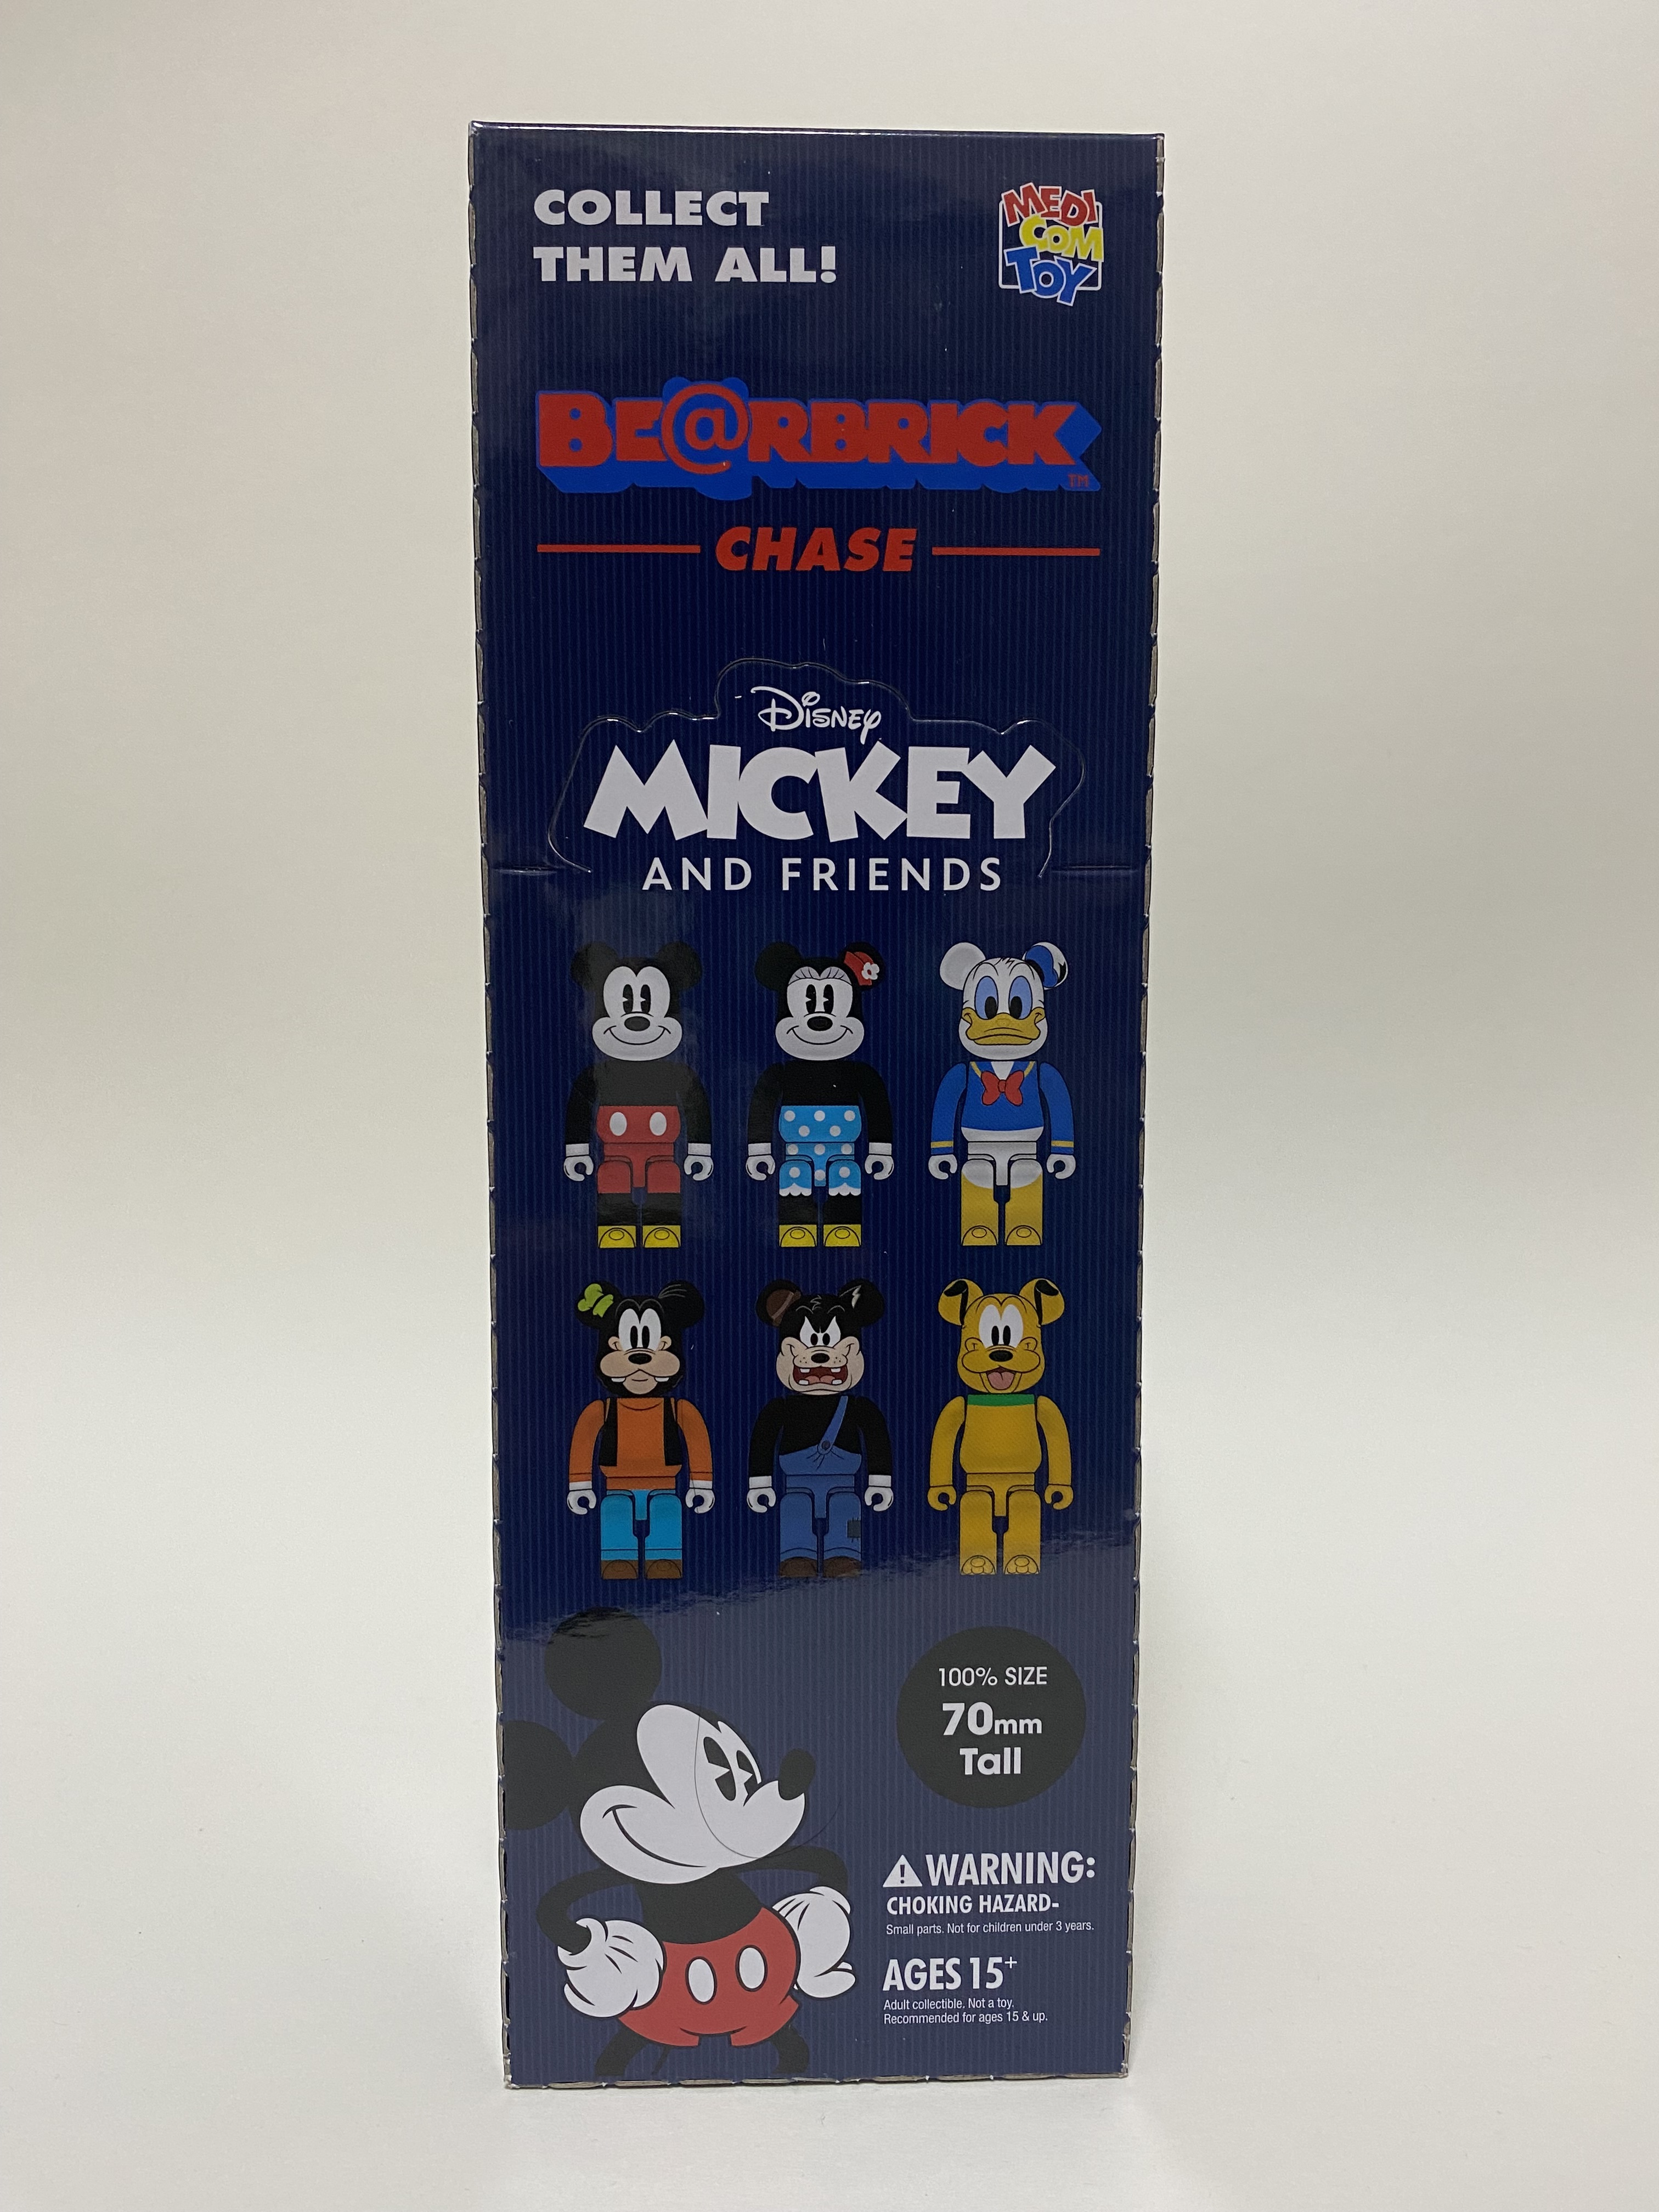 COLLECT
THEM ALL!
MEDI
COM
TOY
BE@RBRICK
TM
CHASE
Disney
MICKEY
AND FRIENDS
100% SIZE
70mm
Tall
WARNING:
CHOKING HAZARD-
Small parts. Not for children under 3 years.
AGES 15+
Adult collectible. Not a toy.
Recommended for ages 15 & up.